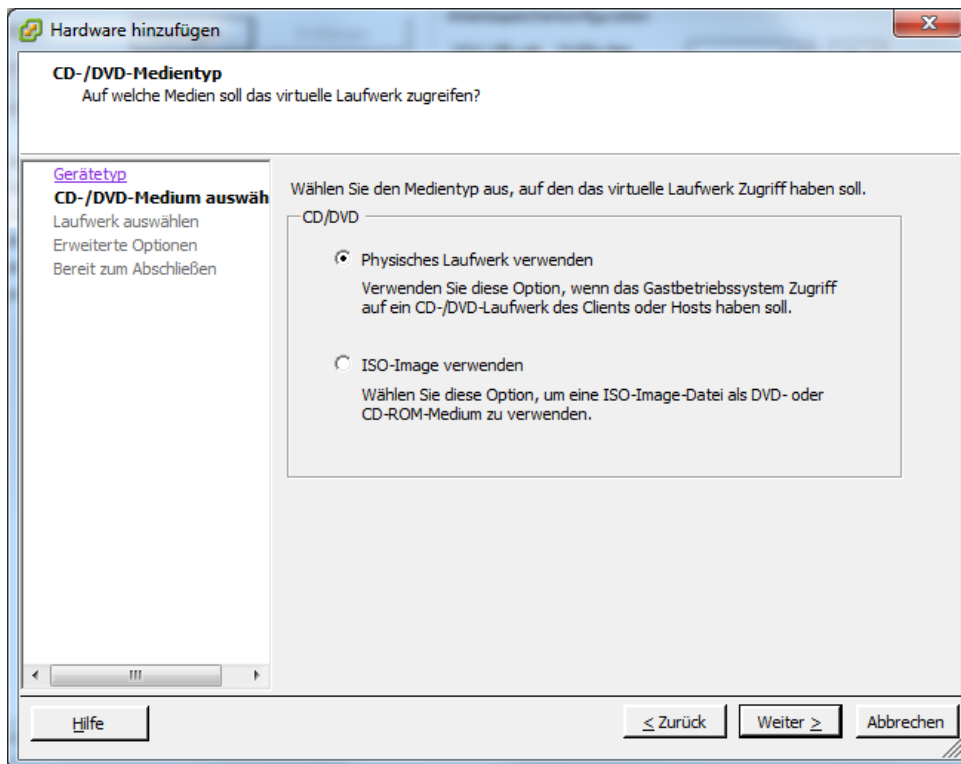 Hardware hinzufügen
CD-/DVD-Medientyp
Auf welche Medien soll das virtuelle Laufwerk zugreifen?
Gerätetyp
CD-/DVD-Medium auswäh
Laufwerk auswählen
Erweiterte Optionen
Bereit zum Abschließen
Wählen Sie den Medientyp aus, auf den das virtuelle Laufwerk Zugriff haben soll.
CD/DVD
Physisches Laufwerk verwenden
Verwenden Sie diese Option, wenn das Gastbetriebssystem Zugriff
auf ein CD-/DVD-Laufwerk des Clients oder Hosts haben soll.
ISO-Image verwenden
Wählen Sie diese Option, um eine ISO-Image-Datei als DVD- oder
CD-ROM-Medium zu verwenden.
Hilfe
< Zurück
Weiter >
Abbrechen